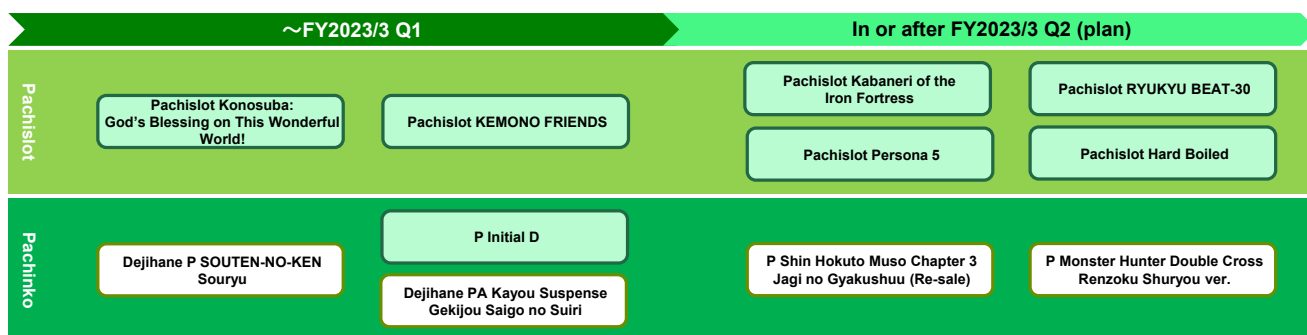 ～FY2023/3 Q1
In or after FY2023/3 Q2 (plan)
Pachislot
Pachislot Konosuba:
God's Blessing on This Wonderful
World!
Pachislot KEMONO FRIENDS
Pachislot Kabaneri of the
Iron Fortress
Pachislot RYUKYU BEAT-30
Pachislot Persona 5
Pachislot Hard Boiled
Pachinko
Dejihane P SOUTEN-NO-KEN
Souryu
P Initial D
Dejihane PA Kayou Suspense
Gekijou Saigo no Suiri
P Shin Hokuto Muso Chapter 3
Jagi no Gyakushuu (Re-sale)
P Monster Hunter Double Cross
Renzoku Shuryou ver.